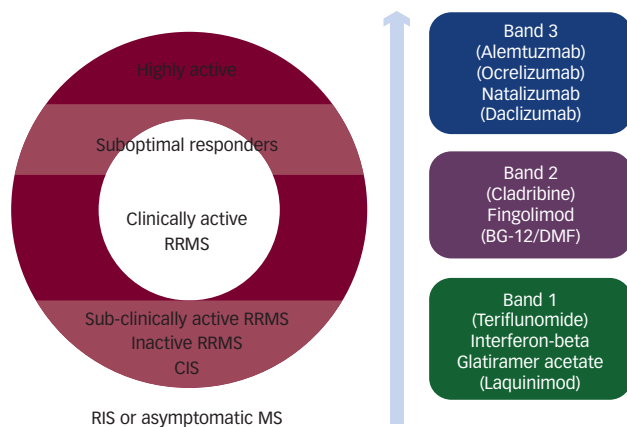 Highly active
Suboptimal responders
Clinically active
RRMS
Sub-clinically active RRMS
Inactive RRMS
CIS
RIS or asymptomatic MS
Band 3
(Alemtuzmab)
(Ocrelizumab)
Natalizumab
(Daclizumab)
Band 2
(Cladribine)
Fingolimod
(BG-12/DMF)
Band 1
(Teriflunomide)
Interferon-beta
Glatiramer acetate
(Laquinimod)